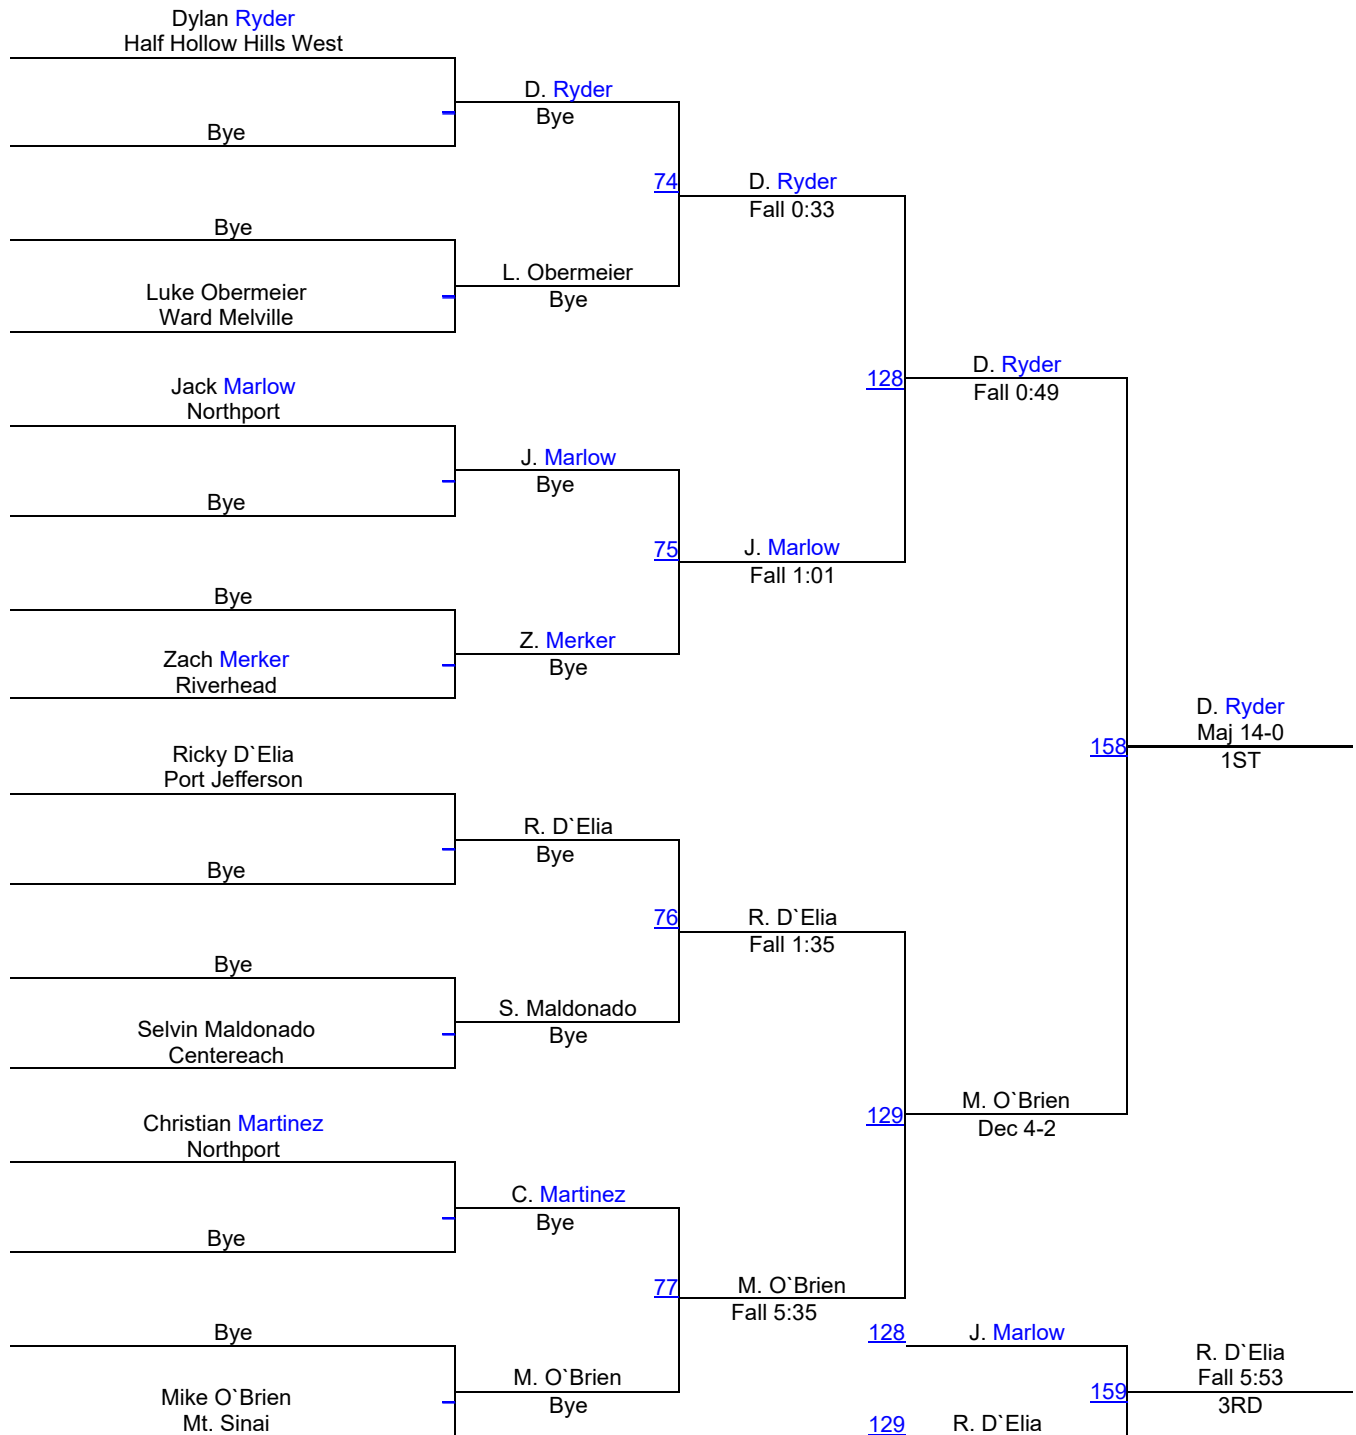 Dylan Ryder
Half Hollow Hills West
D. Ryder
Bye
Bye
74
D. Ryder
Fall 0:33
Bye
L. Obermeier
Bye
Luke Obermeier
Ward Melville
128
D. Ryder
Fall 0:49
Jack Marlow
Northport
J. Marlow
Bye
Bye
75
J. Marlow
Fall 1:01
Bye
Z. Merker
Bye
Zach Merker
Riverhead
158
D. Ryder
Maj 14-0
1ST
Ricky D`Elia
Port Jefferson
R. D`Elia
Bye
Bye
76
R. D`Elia
Fall 1:35
Bye
S. Maldonado
Bye
Selvin Maldonado
Centereach
129
M. O`Brien
Dec 4-2
Christian Martinez
Northport
C. Martinez
Bye
Bye
77
M. O`Brien
Fall 5:35
Bye
M. O`Brien
Bye
Mike O`Brien
Mt. Sinai
128
J. Marlow
159
R. D`Elia
Fall 5:53
3RD
129
R. D`Elia